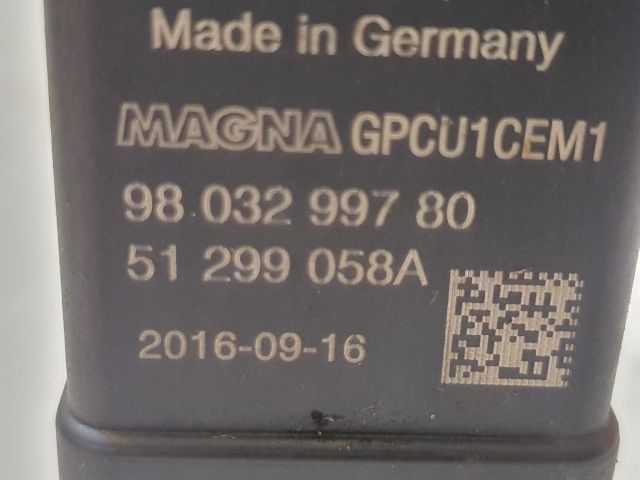 Made in Germany
MAGNA GPCU1CEM1
98 032 997 80
51 299 058A
2016-09-16